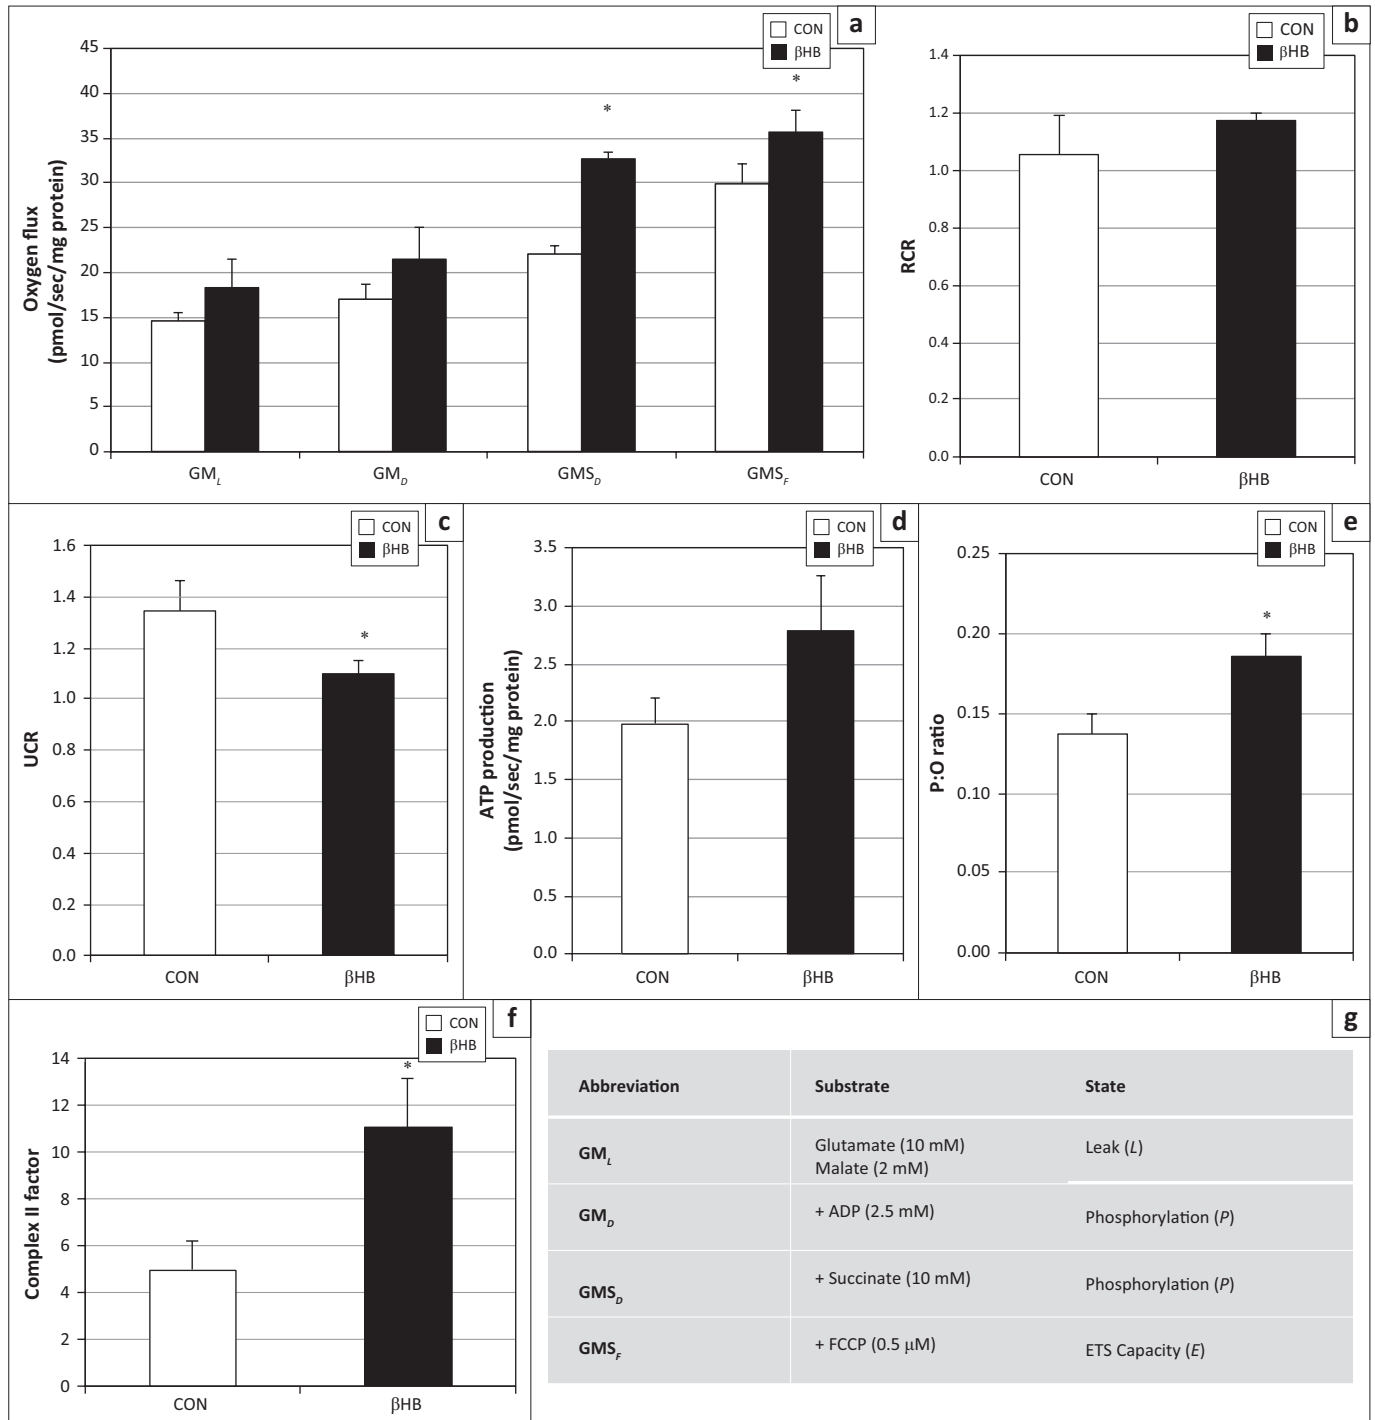 a
CON
βHB
45
40
35
30
25
20
15
10
5
0
Oxygen flux
(pmol/sec/mg protein)
*
*
GM_L
GM_D
GMS_D
GMS_F
b
CON
βHB
1.4
1.2
1.0
0.8
0.6
0.4
0.2
0.0
RCR
CON
βHB
c
CON
βHB
1.6
1.4
1.2
1.0
0.8
0.6
0.4
0.2
0.0
UCR
*
CON
βHB
d
CON
βHB
3.5
3.0
2.5
2.0
1.5
1.0
0.5
0.0
ATP production
(pmol/sec/mg protein)
CON
βHB
e
CON
βHB
0.25
0.20
0.15
0.10
0.05
0.00
P:O ratio
*
CON
βHB
f
CON
βHB
14
12
10
8
6
4
2
0
Complex II factor
*
CON
βHB
g
Abbreviation Substrate State
GM_L Glutamate (10 mM) Leak (L)
Malate (2 mM)
GM_D + ADP (2.5 mM) Phosphorylation (P)
GMS_D + Succinate (10 mM) Phosphorylation (P)
GMS_F + FCCP (0.5 μM) ETS Capacity (E)